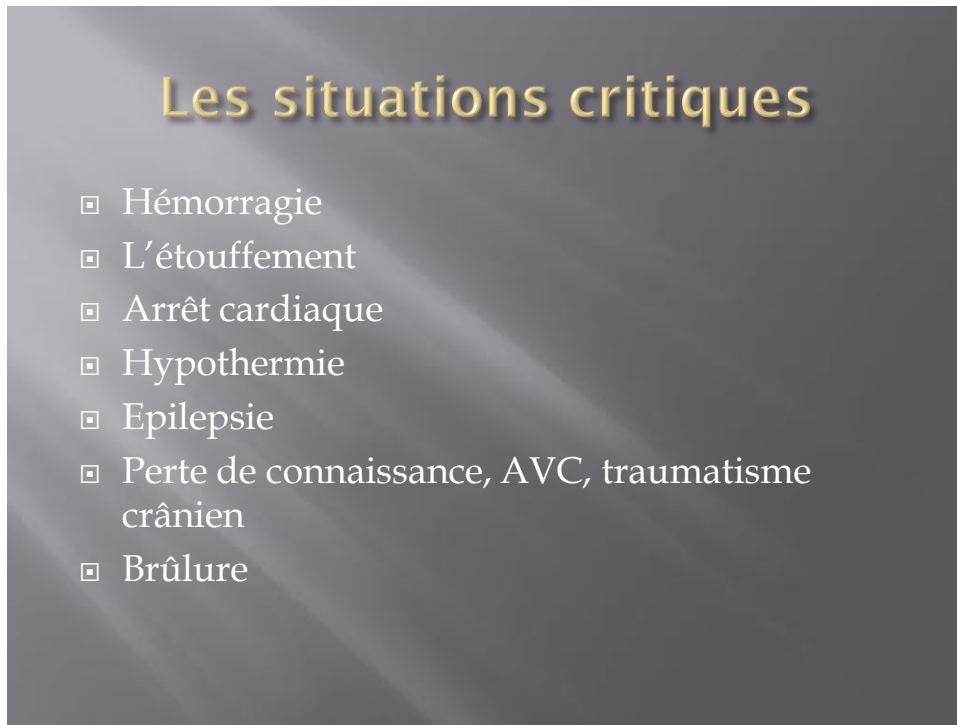 Les situations critiques
Hémorragie
L’étouffement
Arrêt cardiaque
Hypothermie
Epilepsie
Perte de connaissance, AVC, traumatisme
crânien
Brûlure